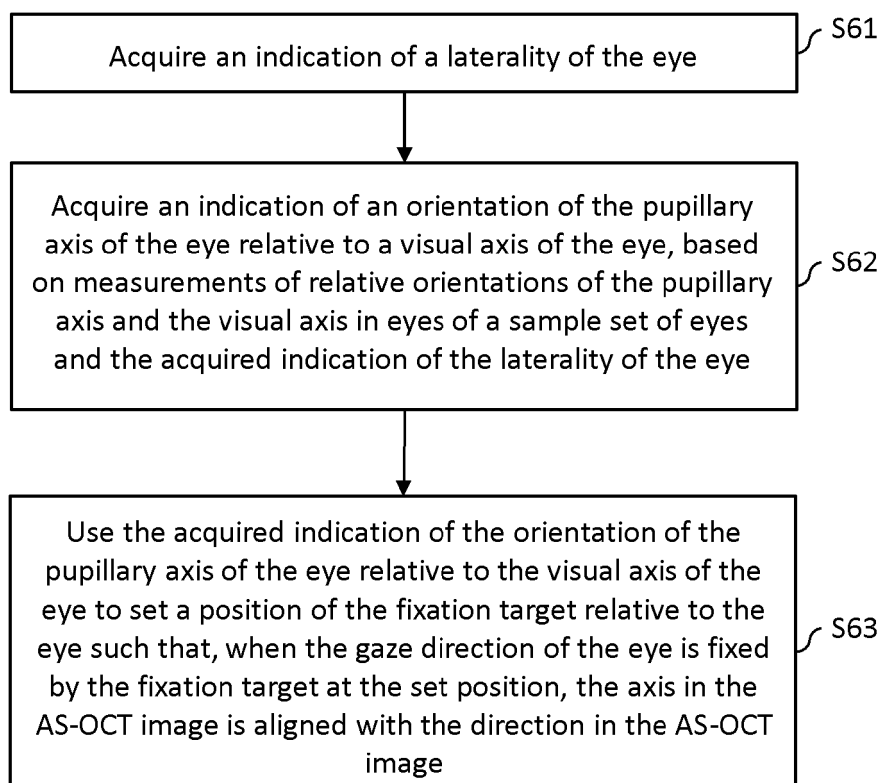 Acquire an indication of a laterality of the eye
S61
Acquire an indication of an orientation of the pupillary
axis of the eye relative to a visual axis of the eye, based
on measurements of relative orientations of the pupillary
axis and the visual axis in eyes of a sample set of eyes
and the acquired indication of the laterality of the eye
S62
Use the acquired indication of the orientation of the
pupillary axis of the eye relative to the visual axis of the
eye to set a position of the fixation target relative to the
eye such that, when the gaze direction of the eye is fixed
by the fixation target at the set position, the axis in the
AS-OCT image is aligned with the direction in the AS-OCT
image
S63